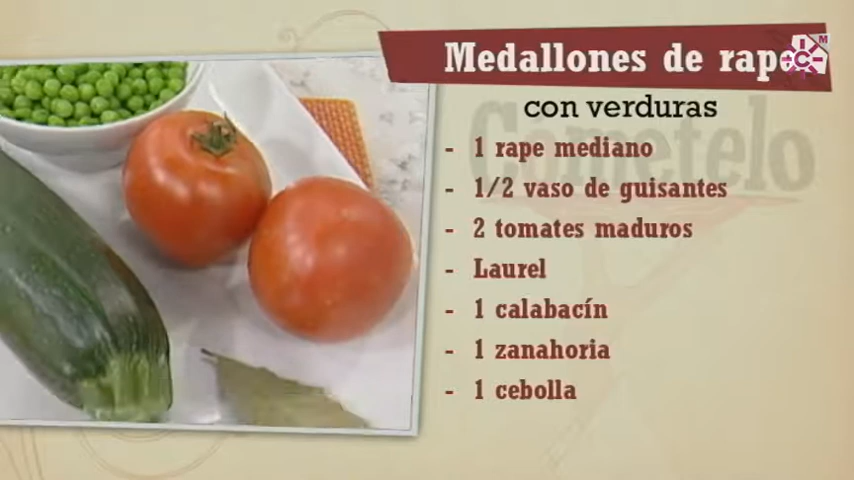 Medallones de rape
con verduras
Cómetelo
- 1 rape mediano
- 1/2 vaso de guisantes
- 2 tomates maduros
- Laurel
- 1 calabacín
- 1 zanahoria
- 1 cebolla